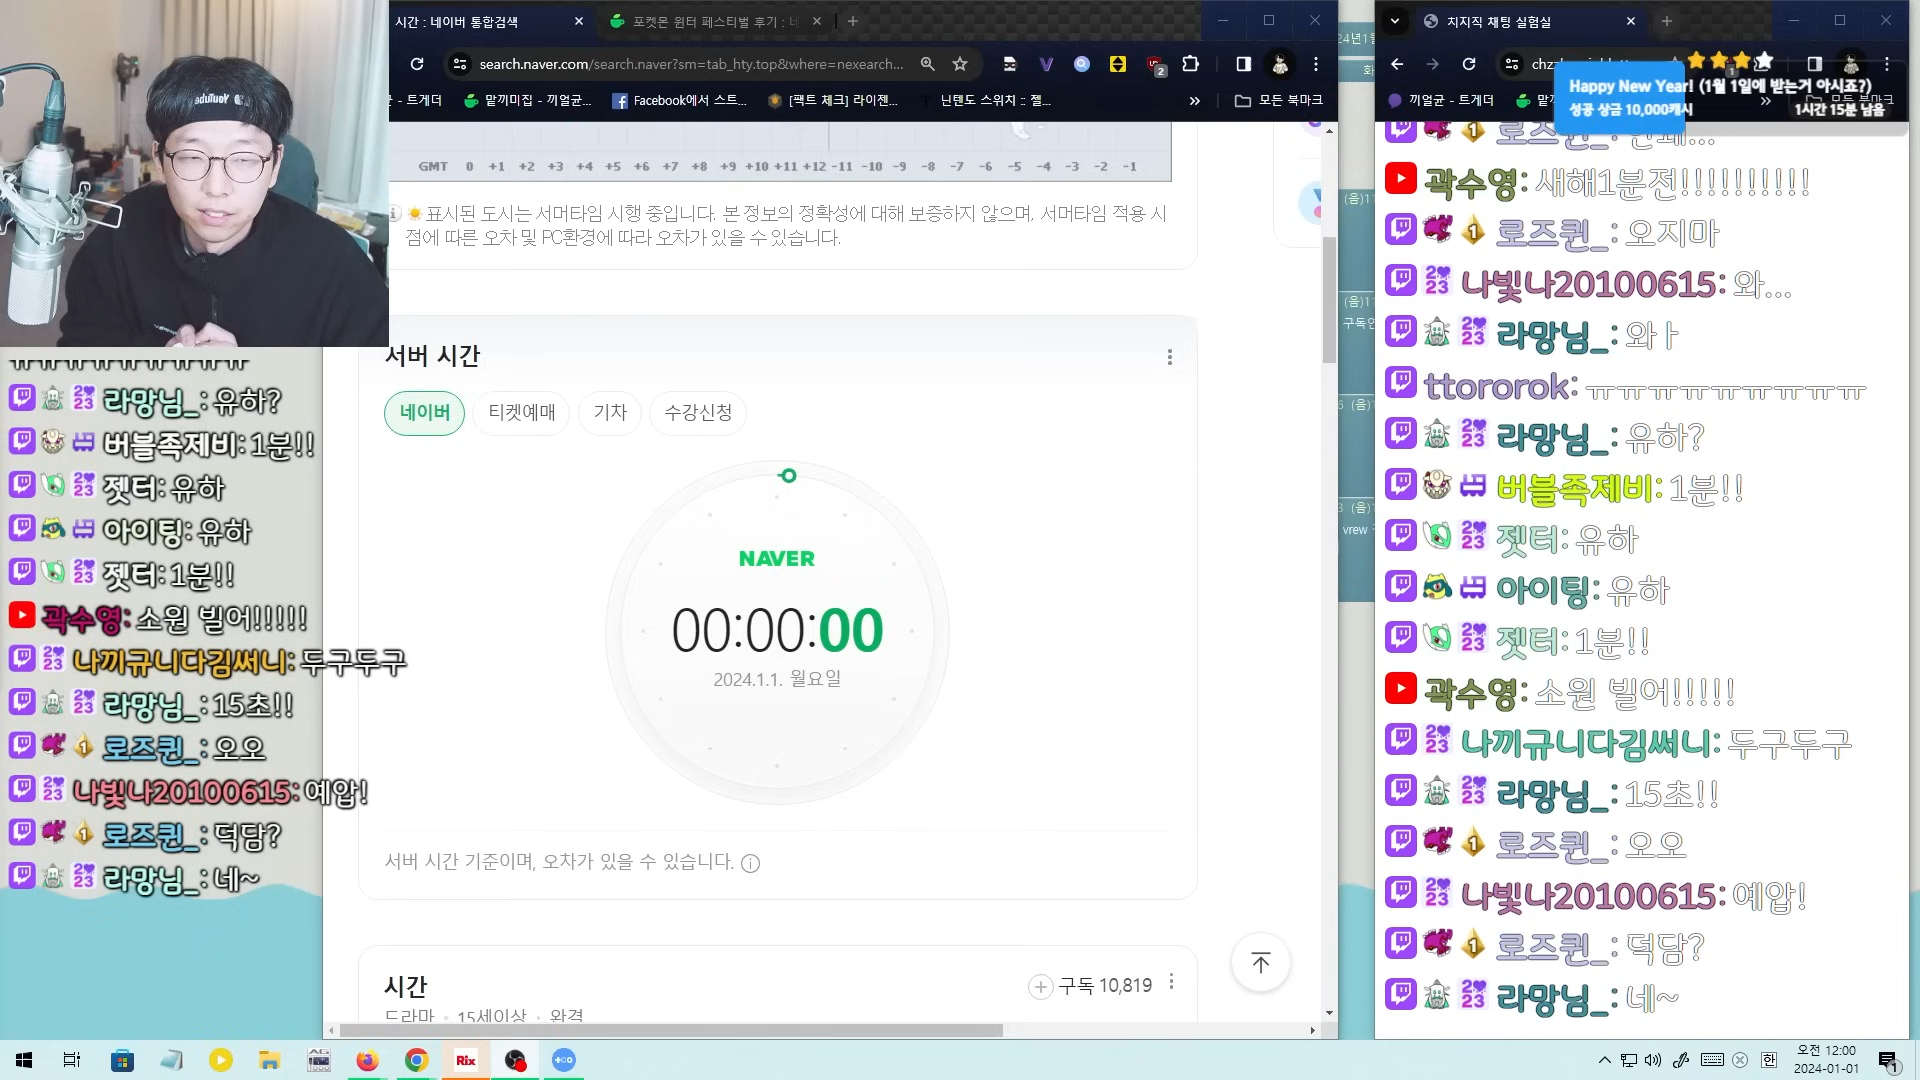 시간 : 네이버 통합검색
포켓몬 윈터 페스티벌 후기 : 네
search.naver.com/search.naver?sm=tab_hty.top&where=nexearch...
2
- 트게더
맡끼미집 - 끼얼균...
Facebook에서 스트...
[팩트 체크] 라이젠...
닌텐도 스위치 :: 젤...
»
모든 북마크
GMT 0 +1 +2 +3 +4 +5 +6 +7 +8 +9 +10 +11 +12 -11 -10 -9 -8 -7 -6 -5 -4 -3 -2 -1
표시된 도시는 서머타임 시행 중입니다. 본 정보의 정확성에 대해 보증하지 않으며, 서머타임 적용 시
점에 따른 오차 및 PC환경에 따라 오차가 있을 수 있습니다.
서버 시간
네이버
티켓예매
기차
수강신청
NAVER
00:00:00
2024.1.1. 월요일
서버 시간 기준이며, 오차가 있을 수 있습니다.
시간
구독 10,819
드라마 · 15세이상 · 완결
YouTube
ㅠㅠㅠㅠㅠㅠㅠㅠㅠ
라망님_: 유하?
버블족제비: 1분!!
젯터: 유하
아이팅: 유하
젯터: 1분!!
곽수영: 소원 빌어!!!!!
나끼규니다김써니: 두구두구
라망님_: 15초!!
로즈퀸_: 오오
나빛나20100615: 예압!
로즈퀸_: 덕담?
라망님_: 네~
치지직 채팅 실험실
끼얼균 - 트게더
Happy New Year! (1월 1일에 받는거 아시죠?)
성공 상금 10,000캐시
1시간 15분 남음
로즈퀸_:
곽수영: 새해1분전!!!!!!!!!!
로즈퀸_: 오지마
나빛나20100615: 와...
라망님_: 와ㅏ
ttororok: ㅠㅠㅠㅠㅠㅠㅠㅠㅠ
라망님_: 유하?
버블족제비: 1분!!
젯터: 유하
아이팅: 유하
젯터: 1분!!
곽수영: 소원 빌어!!!!!
나끼규니다김써니: 두구두구
라망님_: 15초!!
로즈퀸_: 오오
나빛나20100615: 예압!
로즈퀸_: 덕담?
라망님_: 네~
vrew
Rix
한
오전 12:00
2024-01-01
1